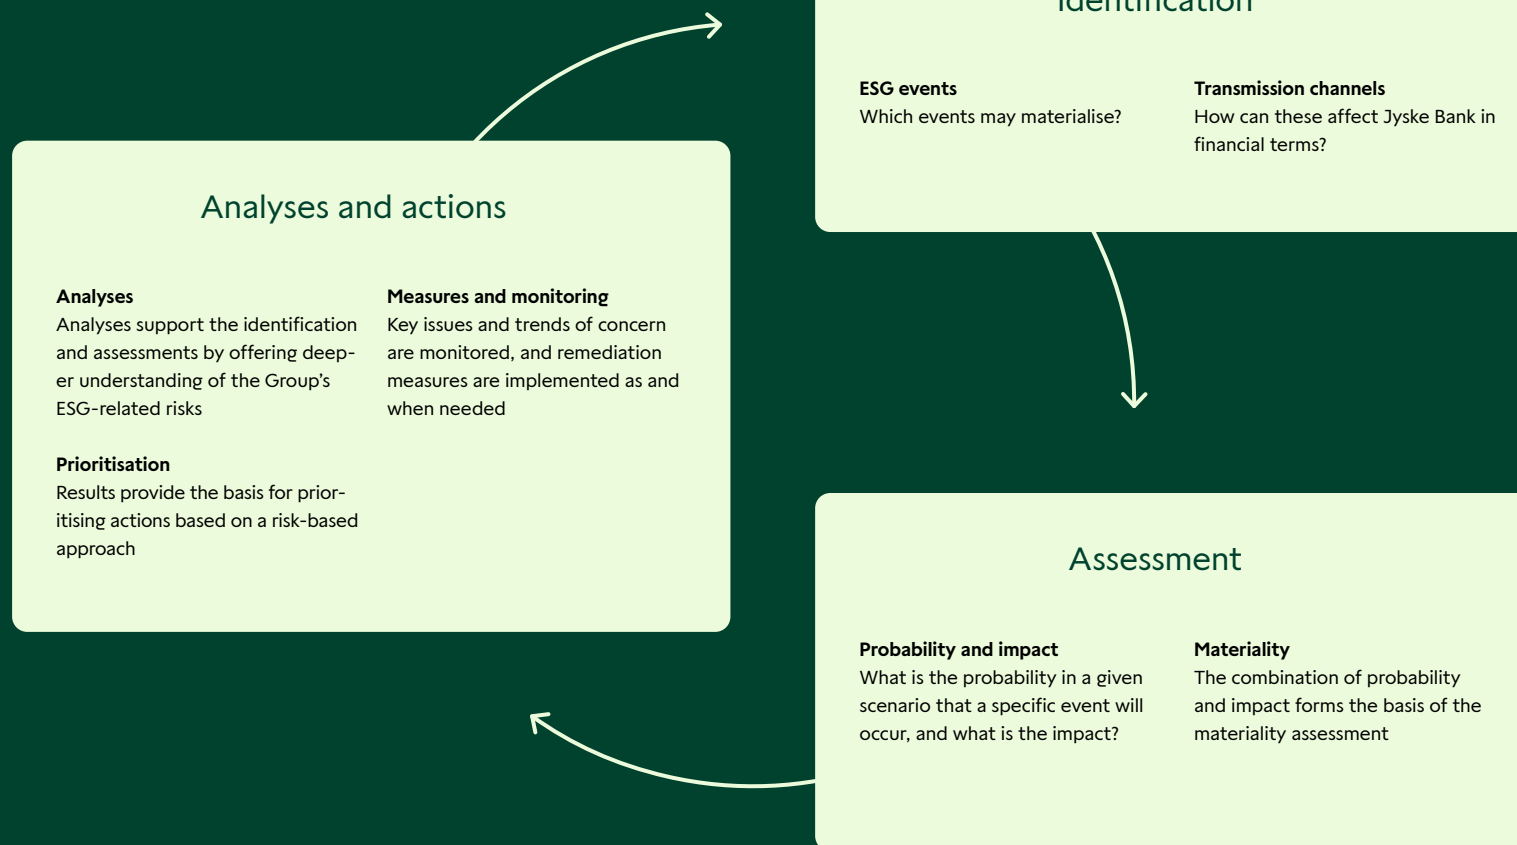 Identification
ESG events
Which events may materialise?
Transmission channels
How can these affect Jyske Bank in
financial terms?
Analyses and actions
Analyses
Analyses support the identification
and assessments by offering deep-
er understanding of the Group's
ESG-related risks
Measures and monitoring
Key issues and trends of concern
are monitored, and remediation
measures are implemented as and
when needed
Prioritisation
Results provide the basis for prior-
itising actions based on a risk-based
approach
Assessment
Probability and impact
What is the probability in a given
scenario that a specific event will
occur, and what is the impact?
Materiality
The combination of probability
and impact forms the basis of the
materiality assessment